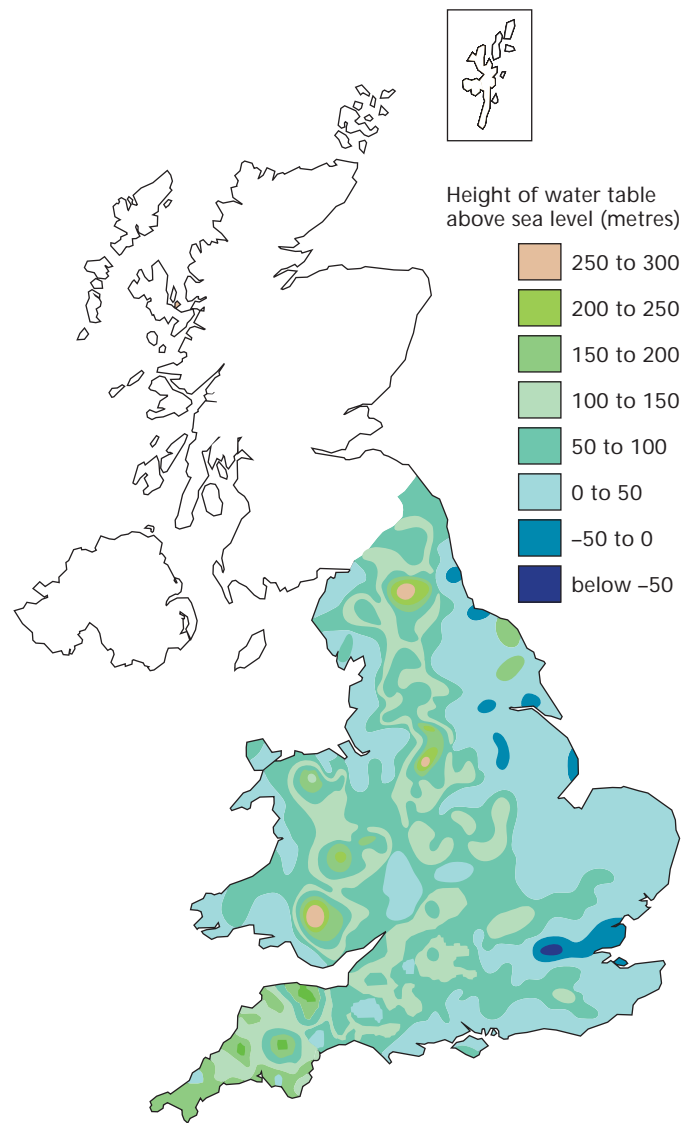 Height of water table
above sea level (metres)
250 to 300
200 to 250
150 to 200
100 to 150
50 to 100
0 to 50
–50 to 0
below –50